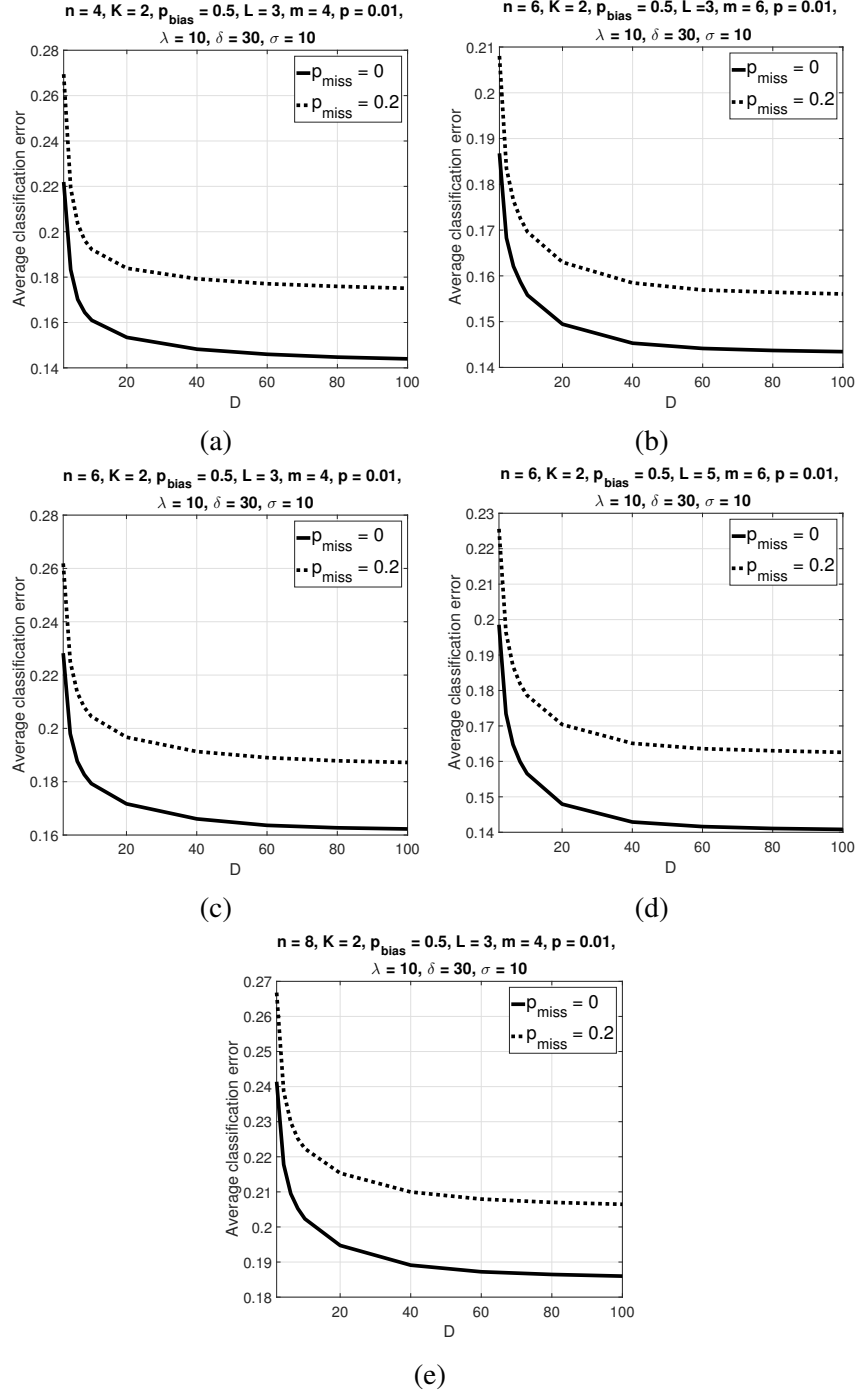 n = 4, K = 2, p_bias = 0.5, L = 3, m = 4, p = 0.01,
λ = 10, δ = 30, σ = 10
p_miss = 0
p_miss = 0.2
Average classification error
0.28
0.26
0.24
0.22
0.2
0.18
0.16
0.14
20 40 60 80 100
D
(a)
n = 6, K = 2, p_bias = 0.5, L =3, m = 6, p = 0.01,
λ = 10, δ = 30, σ = 10
p_miss = 0
p_miss = 0.2
Average classification error
0.21
0.2
0.19
0.18
0.17
0.16
0.15
0.14
20 40 60 80 100
D
(b)
n = 6, K = 2, p_bias = 0.5, L = 3, m = 4, p = 0.01,
λ = 10, δ = 30, σ = 10
p_miss = 0
p_miss = 0.2
Average classification error
0.28
0.26
0.24
0.22
0.2
0.18
0.16
20 40 60 80 100
D
(c)
n = 6, K = 2, p_bias = 0.5, L = 5, m = 6, p = 0.01,
λ = 10, δ = 30, σ = 10
p_miss = 0
p_miss = 0.2
Average classification error
0.23
0.22
0.21
0.2
0.19
0.18
0.17
0.16
0.15
0.14
20 40 60 80 100
D
(d)
n = 8, K = 2, p_bias = 0.5, L = 3, m = 4, p = 0.01,
λ = 10, δ = 30, σ = 10
p_miss = 0
p_miss = 0.2
Average classification error
0.27
0.26
0.25
0.24
0.23
0.22
0.21
0.2
0.19
0.18
20 40 60 80 100
D
(e)